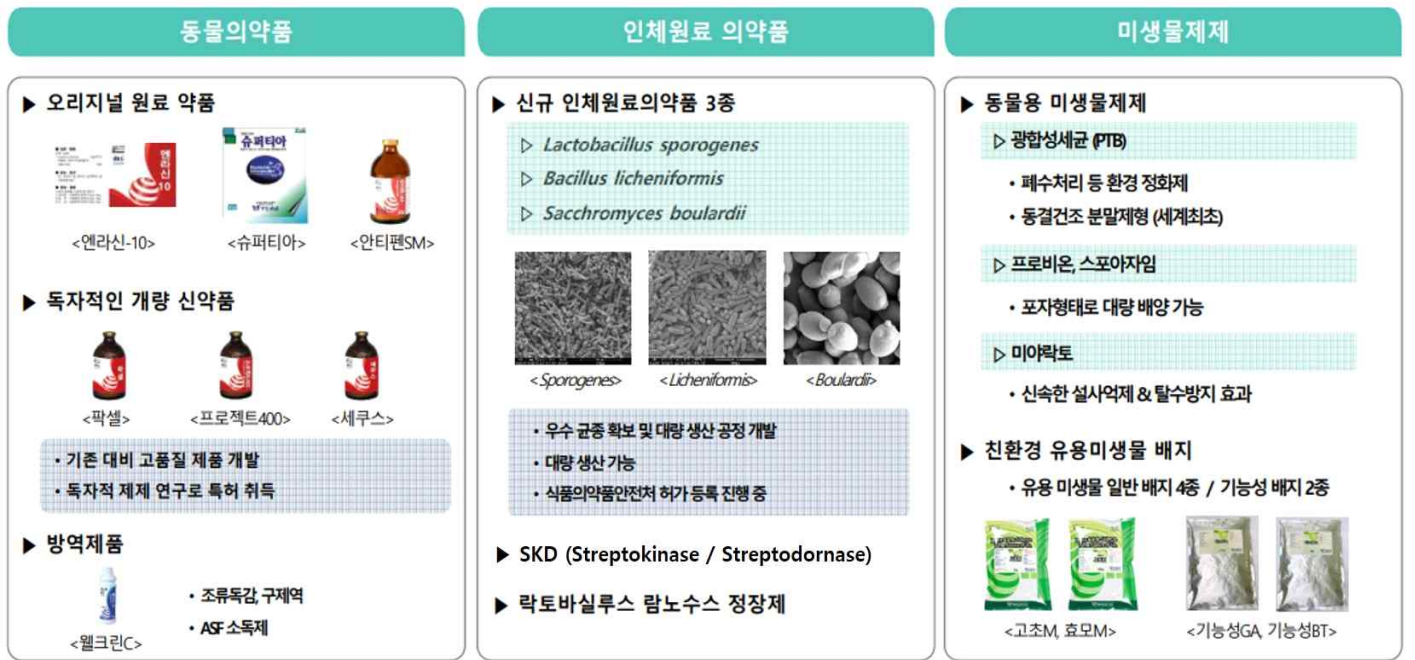 동물의약품
▶ 오리지널 원료 약품
엔라신 10
슈퍼티아
<엔라신-10>
<슈퍼티아>
<안티펜SM>
▶ 독자적인 개량 신약품
<팍셀>
<프로젝트400>
<세쿠스>
• 기존 대비 고품질 제품 개발
• 독자적 제제 연구로 특허 취득
▶ 방역제품
<웰크린C>
• 조류독감, 구제역
• ASF 소독제
인체원료 의약품
▶ 신규 인체원료의약품 3종
▷ Lactobacillus sporogenes
▷ Bacillus licheniformis
▷ Sacchromyces boulardii
<Sporogenes>
<Licheniformis>
<Boulardii>
• 우수 균종 확보 및 대량 생산 공정 개발
• 대량 생산 가능
• 식품의약품안전처 허가 등록 진행 중
▶ SKD (Streptokinase / Streptodornase)
▶ 락토바실루스 람노수스 정장제
미생물제제
▶ 동물용 미생물제제
▷ 광합성세균 (PTB)
• 폐수처리 등 환경 정화제
• 동결건조 분말제형 (세계최초)
▷ 프로비온, 스포아자임
• 포자형태로 대량 배양 가능
▷ 미야락토
• 신속한 설사억제 & 탈수방지 효과
▶ 친환경 유용미생물 배지
• 유용 미생물 일반 배지 4종 / 기능성 배지 2종
<고초M, 효모M>
<기능성GA, 기능성BT>